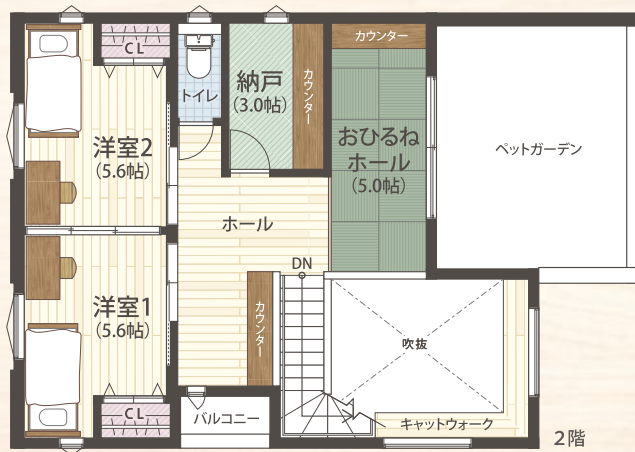 CL
トイレ
納戸
(3.0帖)
カウンター
カウンター
洋室2
(5.6帖)
おひるね
ホール
(5.0帖)
ペットガーデン
ホール
DN
洋室1
(5.6帖)
カウンター
吹抜
CL
バルコニー
キャットウォーク
2階